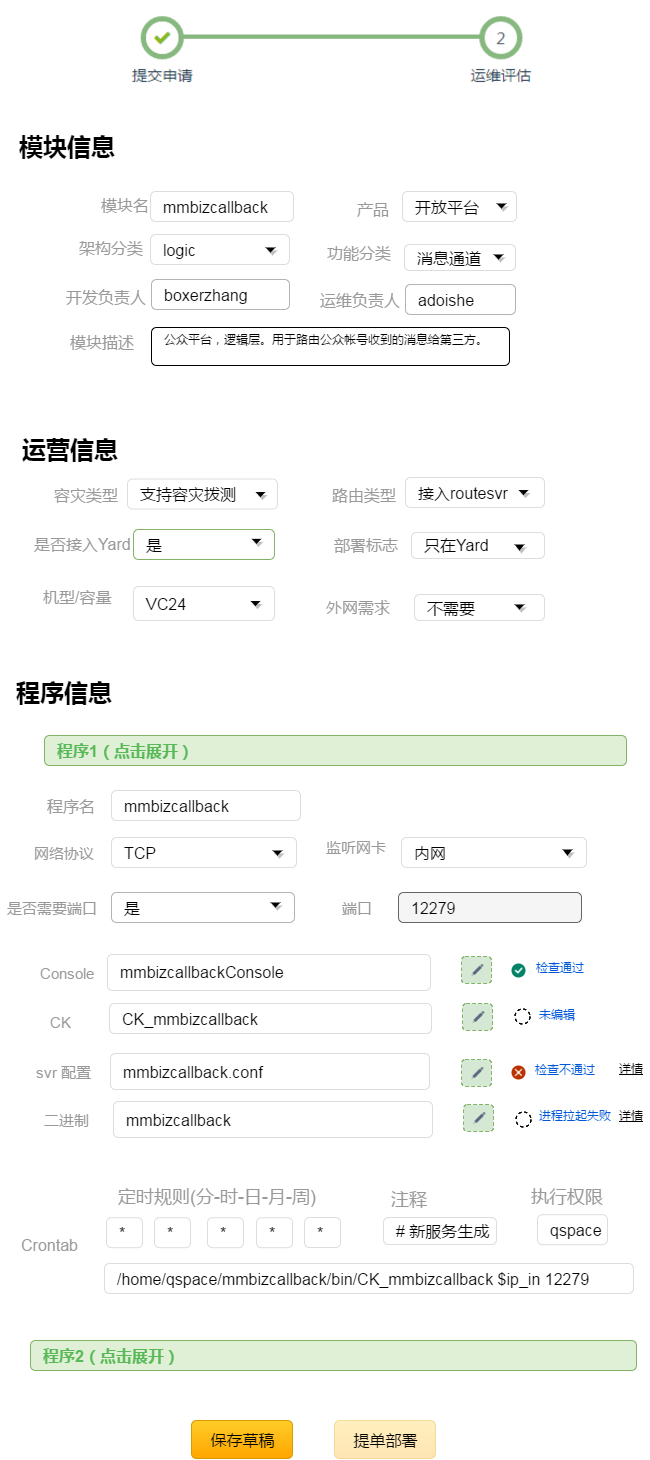 2
提交申请 运维评估
模块信息
模块名 mmbizcallback 产品 开放平台
架构分类 logic 功能分类 消息通道
开发负责人 boxerzhang 运维负责人 adoishe
模块描述 公众平台，逻辑层。用于路由公众帐号收到的消息给第三方。
运营信息
容灾类型 支持容灾拨测 路由类型 接入routesvr
是否接入Yard 是 部署标志 只在Yard
机型/容量 VC24 外网需求 不需要
程序信息
程序1（点击展开）
程序名 mmbizcallback
网络协议 TCP 监听网卡 内网
是否需要端口 是 端口 12279
Console mmbizcallbackConsole 检查通过
CK CK_mmbizcallback 未编辑
svr 配置 mmbizcallback.conf 检查不通过 详情
二进制 mmbizcallback 进程拉起失败 详情
定时规则(分-时-日-月-周) 注释 执行权限
Crontab * * * * * # 新服务生成 qspace
/home/qspace/mmbizcallback/bin/CK_mmbizcallback $ip_in 12279
程序2（点击展开）
保存草稿 提单部署